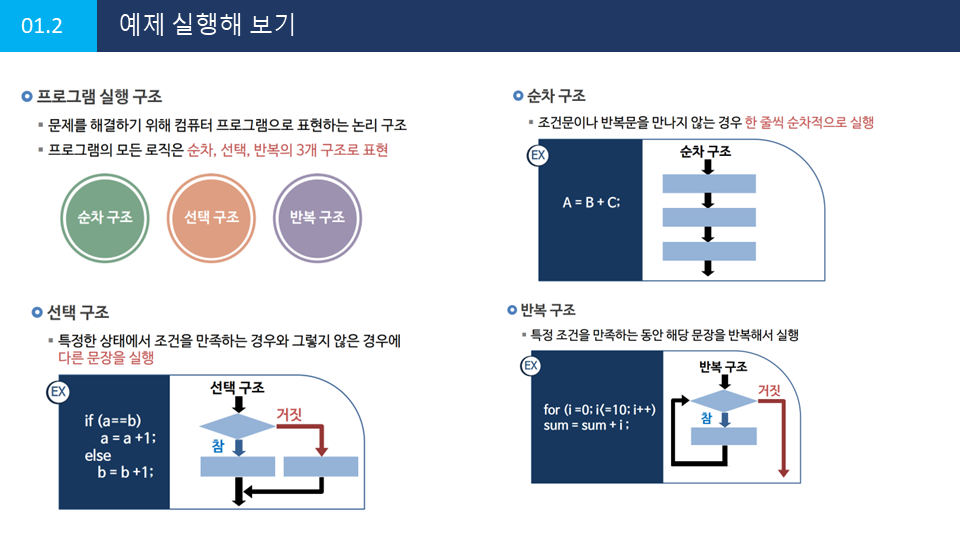 01.2
예제 실행해 보기
프로그램 실행 구조
문제를 해결하기 위해 컴퓨터 프로그램으로 표현하는 논리 구조
프로그램의 모든 로직은 순차, 선택, 반복의 3개 구조로 표현
순차 구조
선택 구조
반복 구조
순차 구조
조건문이나 반복문을 만나지 않는 경우 한 줄씩 순차적으로 실행
EX
A = B + C;
순차 구조
선택 구조
특정한 상태에서 조건을 만족하는 경우와 그렇지 않은 경우에
다른 문장을 실행
EX
if (a==b)
a = a +1;
else
b = b +1;
선택 구조
거짓
참
반복 구조
특정 조건을 만족하는 동안 해당 문장을 반복해서 실행
EX
for (i =0; i<=10; i++)
sum = sum + i ;
반복 구조
거짓
참